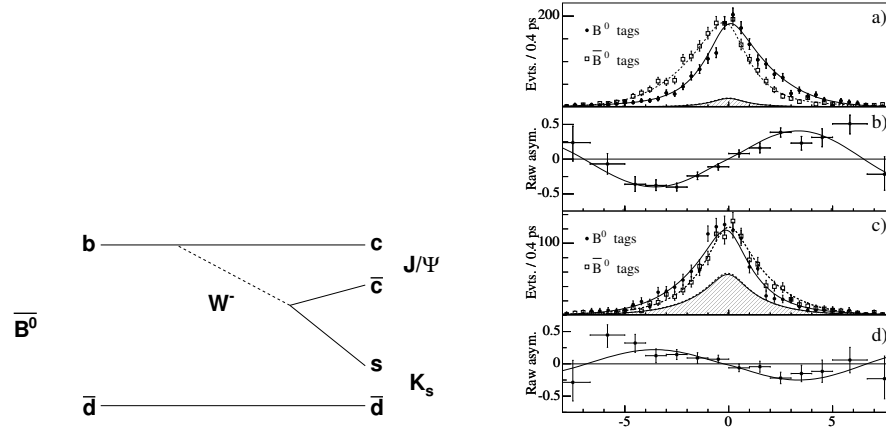 b
c
J/Ψ
c̅
W⁻
B̅⁰
s
Kₛ
d̅
d̅
a)
200
Evts. / 0.4 ps
B⁰ tags
B̅⁰ tags
b)
0.5
0
-0.5
Raw asym.
c)
120
Evts. / 0.4 ps
B⁰ tags
B̅⁰ tags
d)
0.5
0
-0.5
Raw asym.
-5 0 5